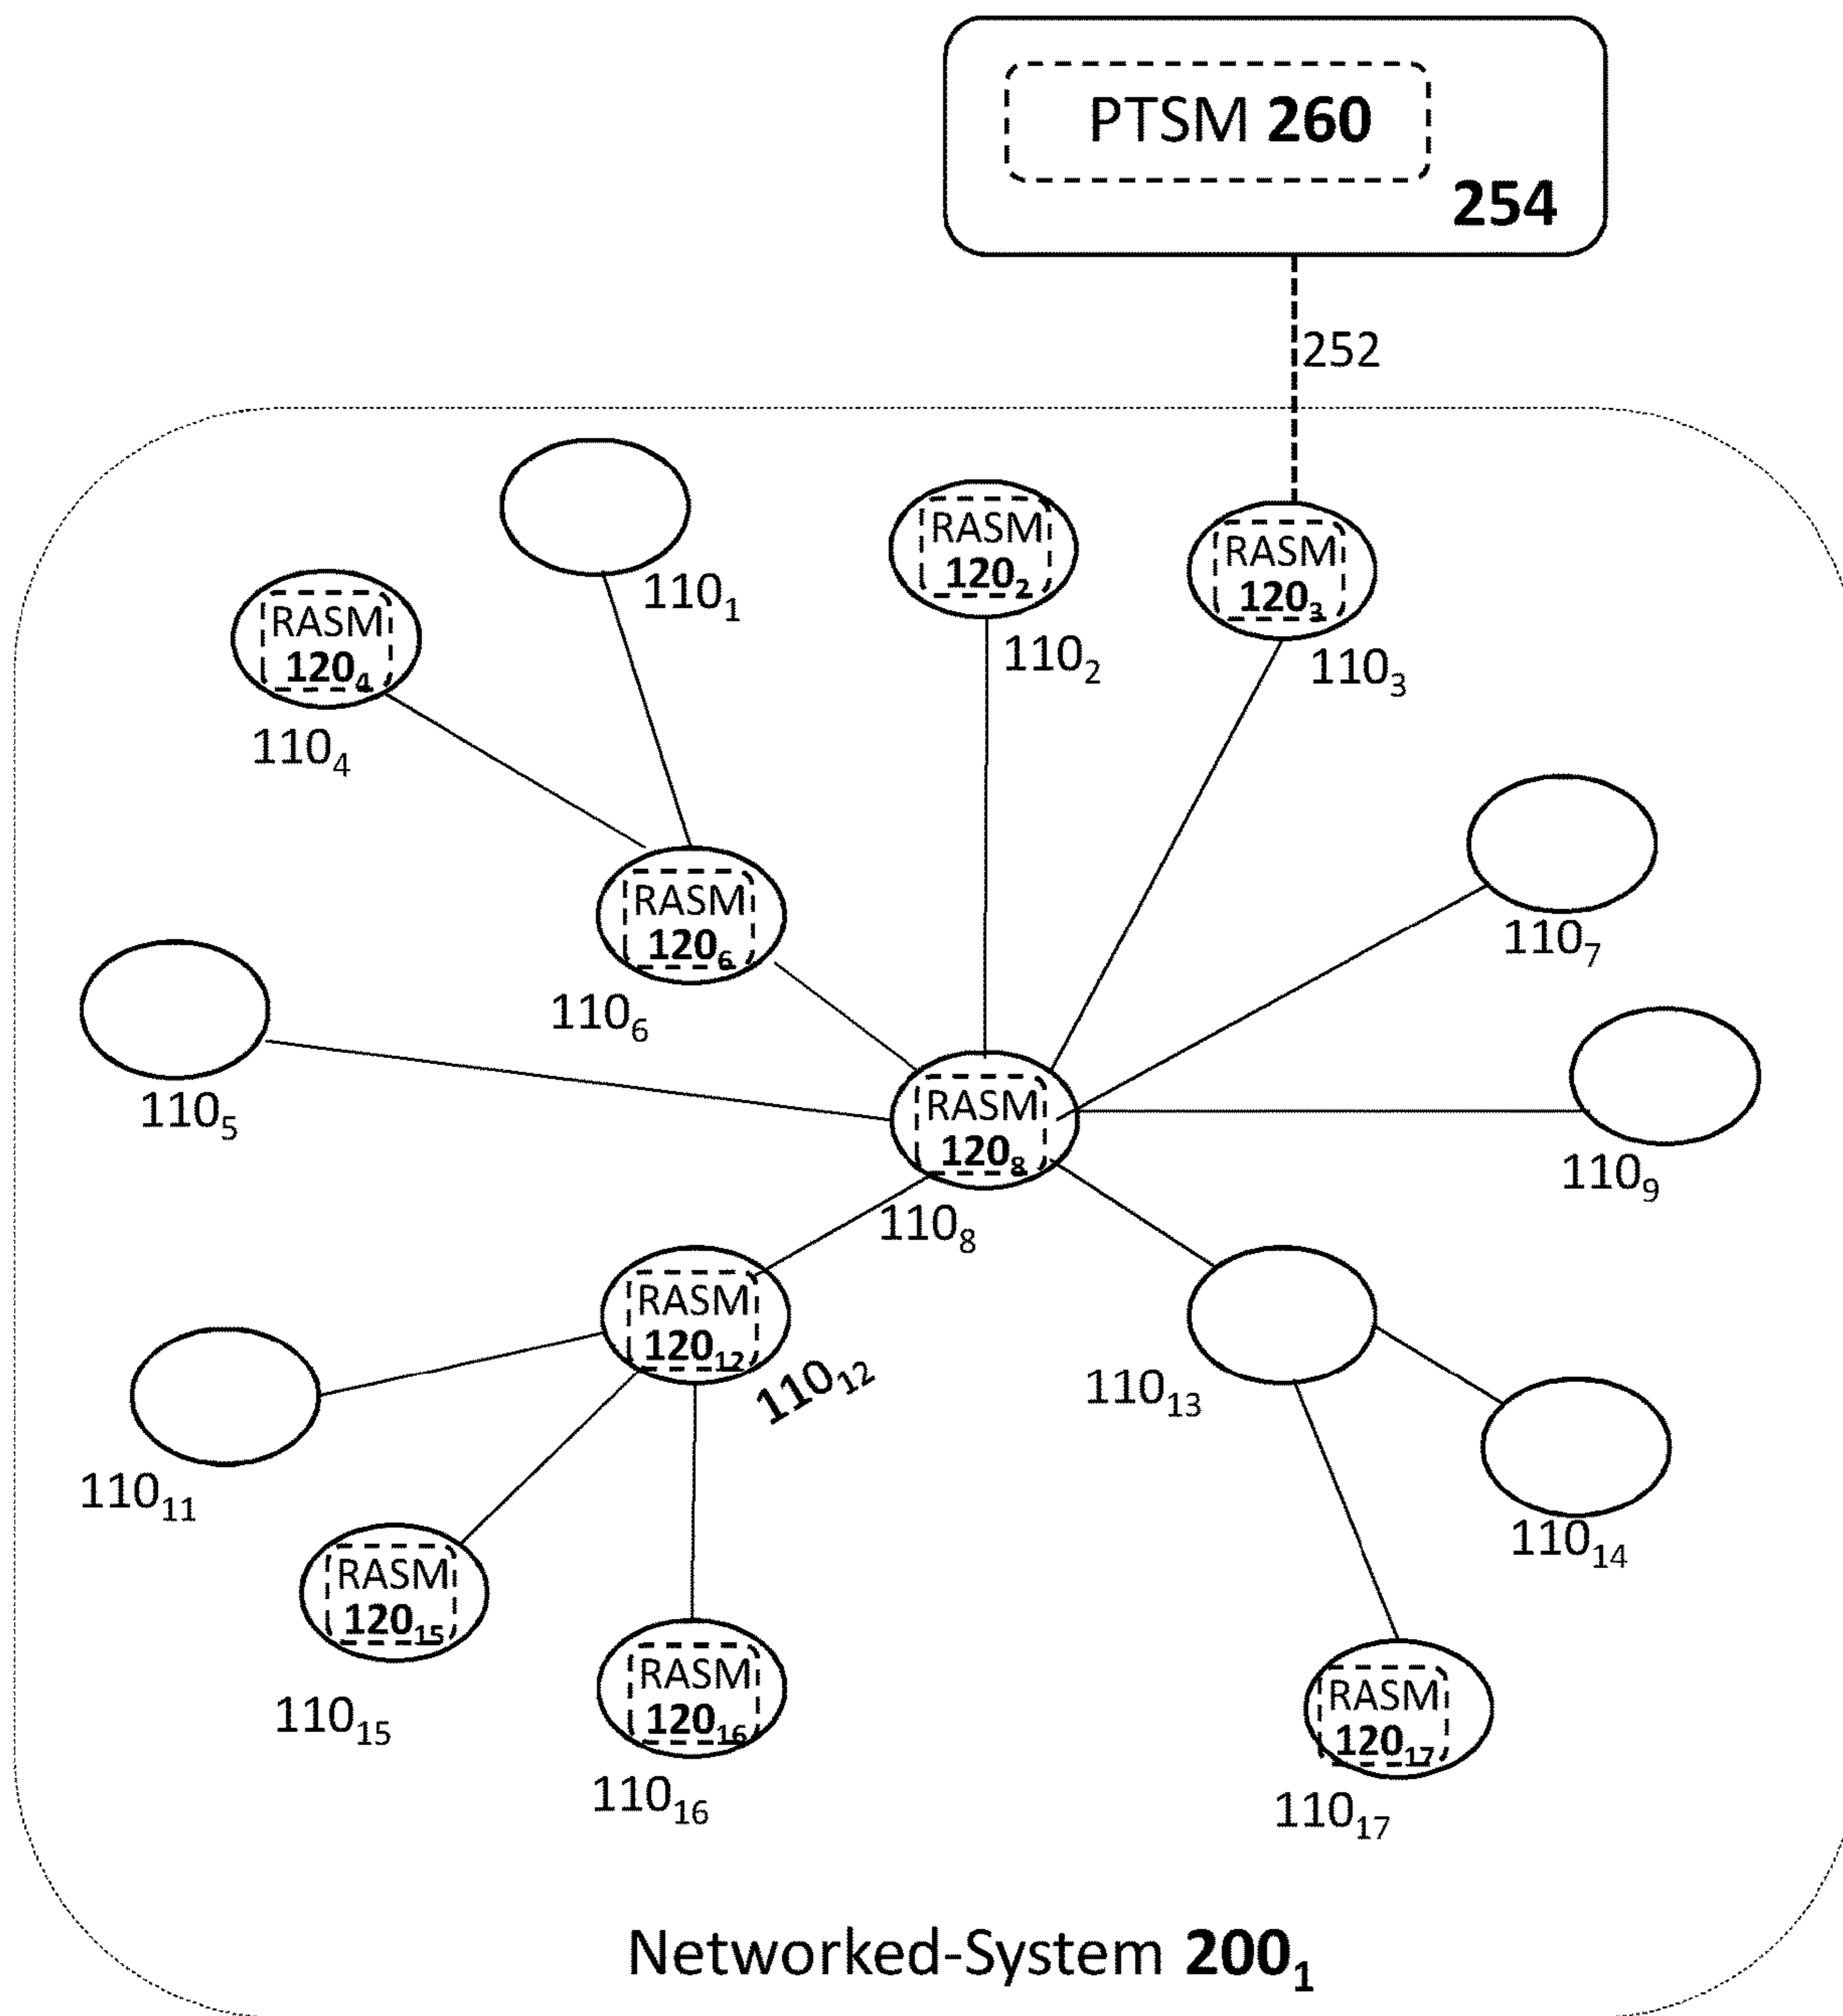 PTSM 260
254
252
110₁
RASM
120₂
110₂
RASM
120₃
110₃
RASM
120₄
110₄
RASM
120₆
110₆
110₇
110₅
RASM
120₈
110₈
110₉
RASM
120₁₂
110₁₂
110₁₃
110₁₁
110₁₄
RASM
120₁₅
110₁₅
RASM
120₁₆
110₁₆
RASM
120₁₇
110₁₇
Networked-System 200₁